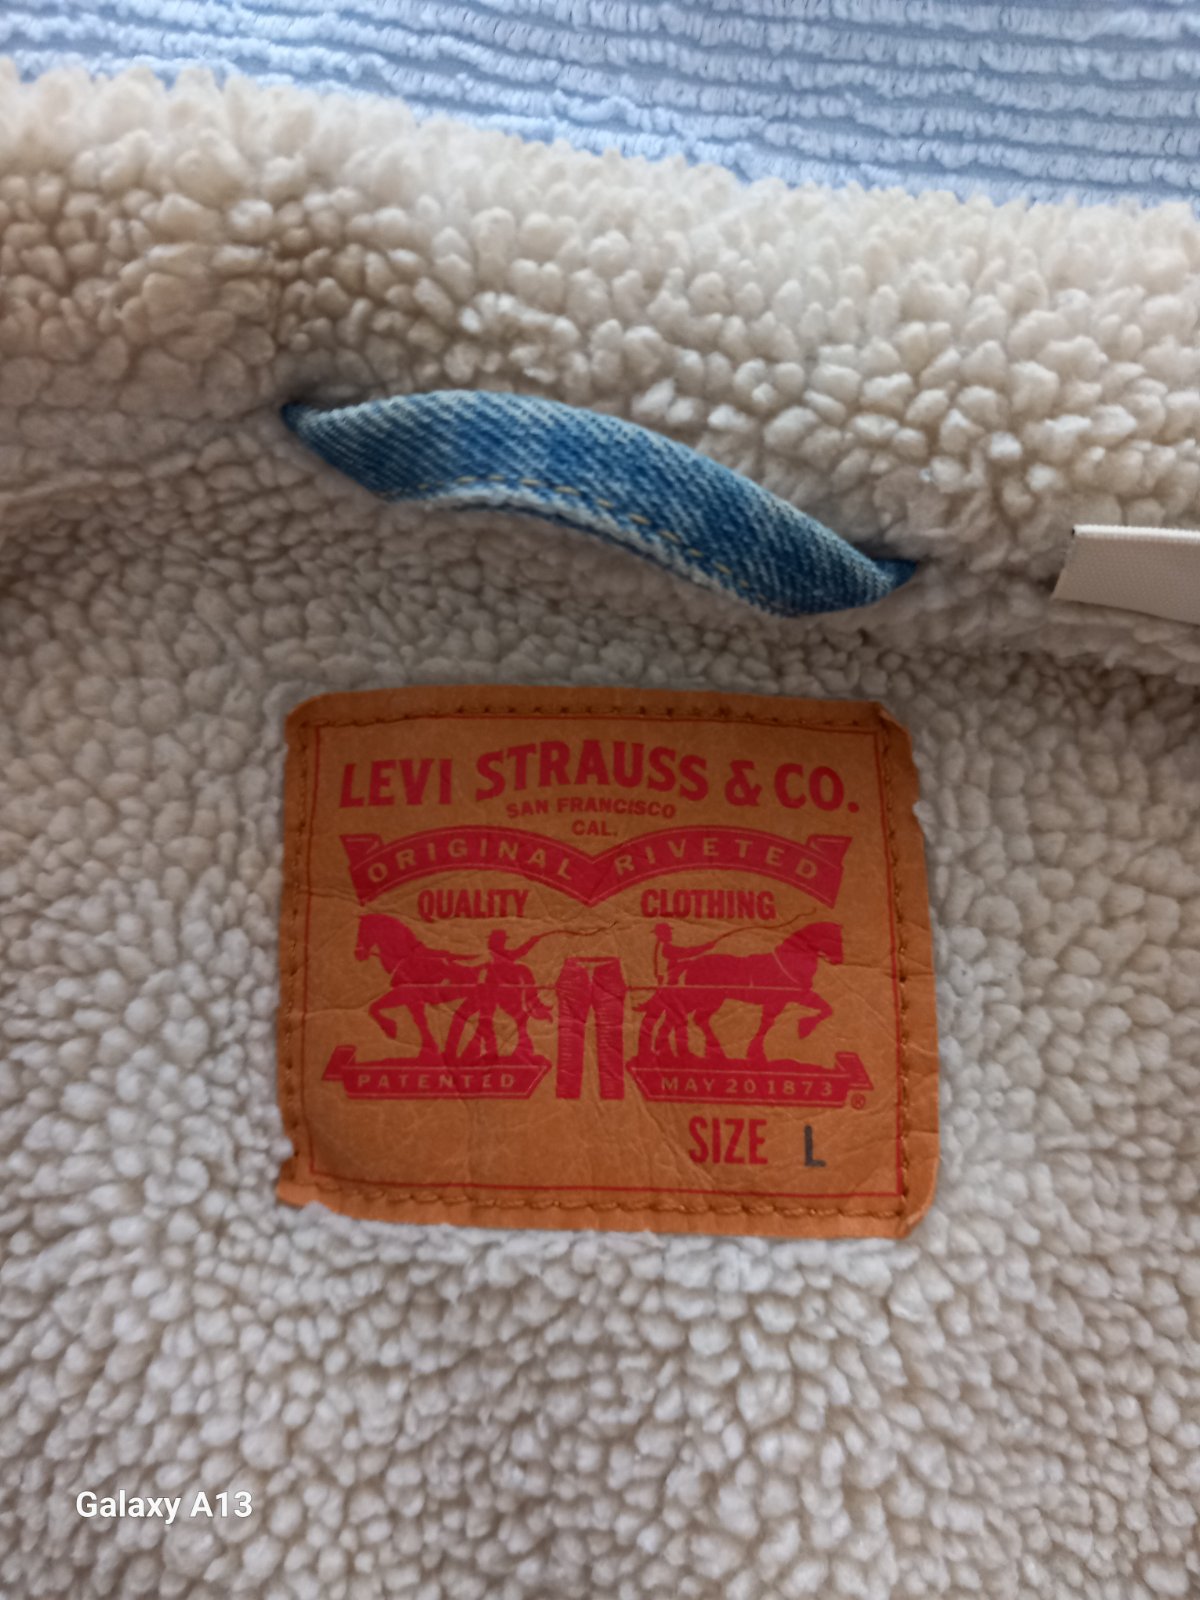 LEVI STRAUSS & CO.
SAN FRANCISCO
CAL.
ORIGINAL RIVETED
QUALITY CLOTHING
PATENTED MAY 20 1873 ®
SIZE L
Galaxy A13